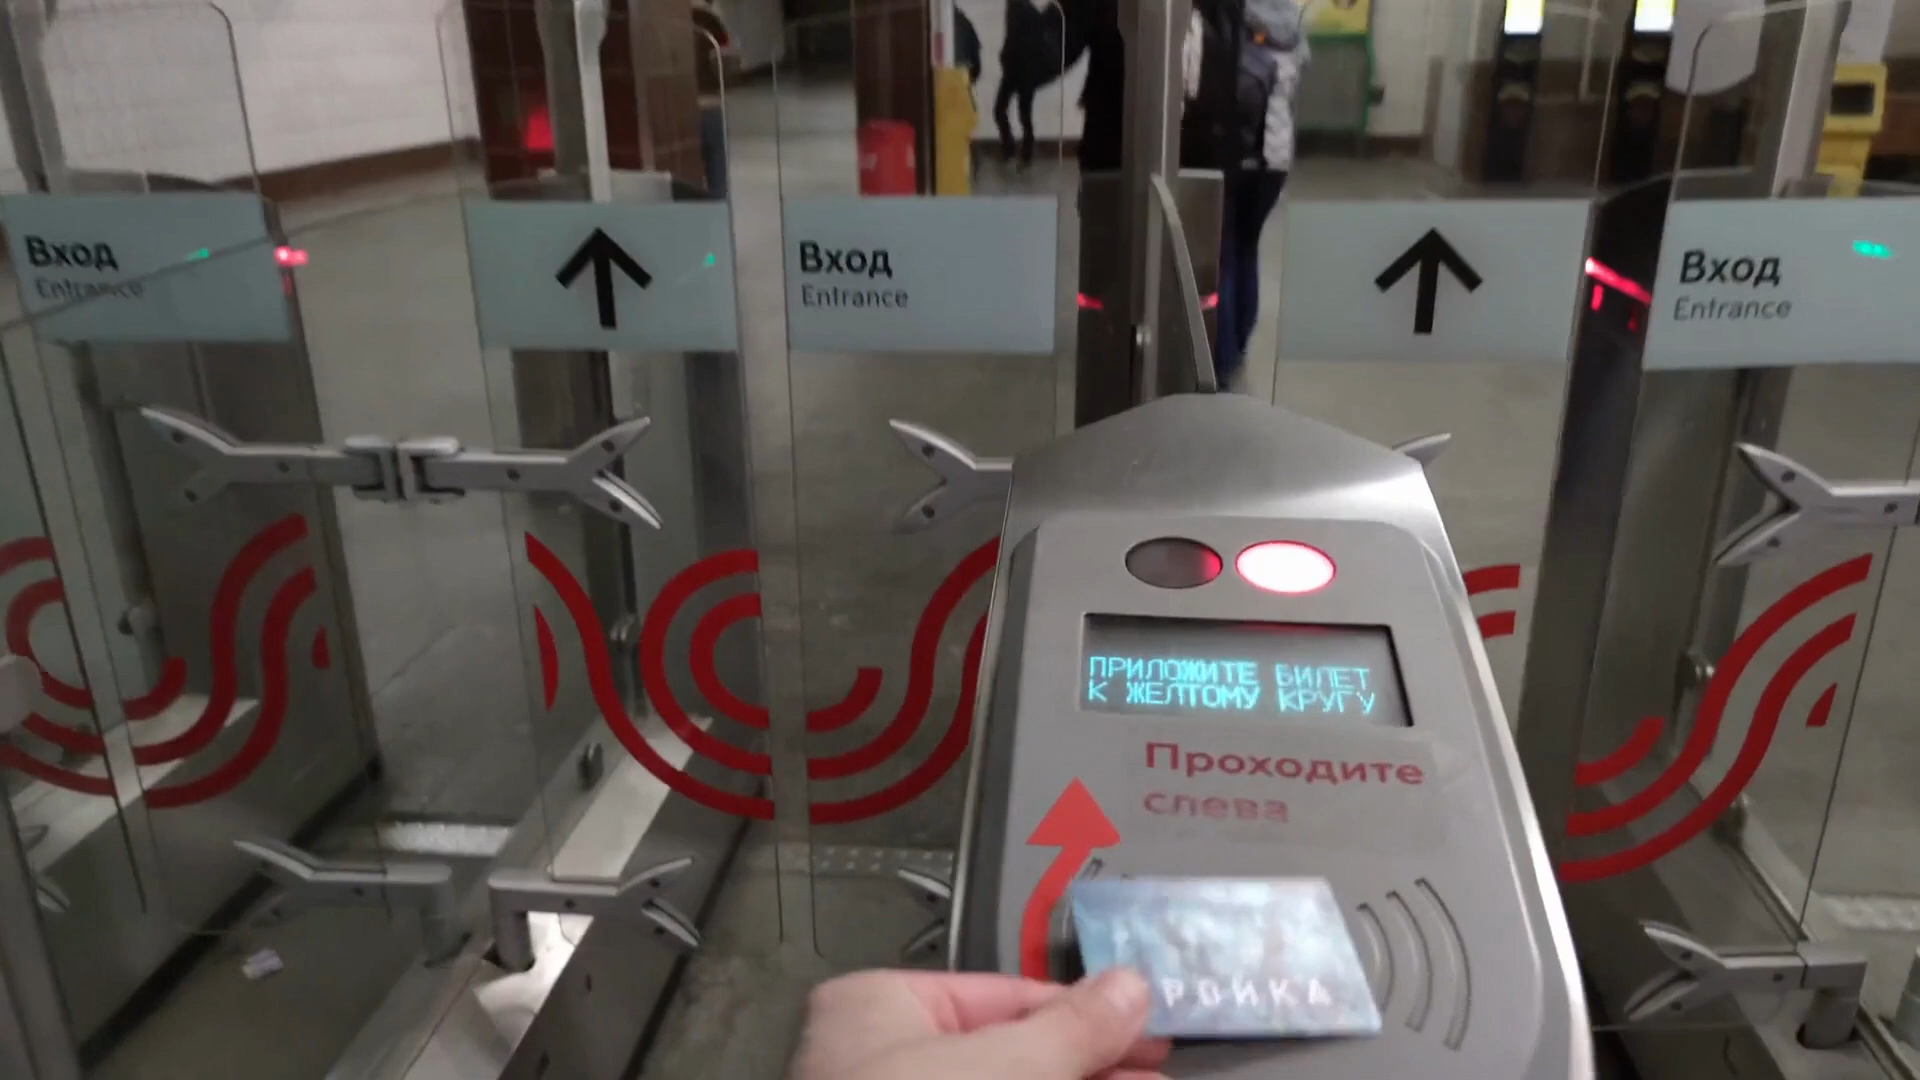 Вход
Entrance
Вход
Entrance
Вход
Entrance
ПРИЛОЖИТЕ БИЛЕТ
К ЖЕЛТОМУ КРУГУ
Проходите
слева
РОЙКА